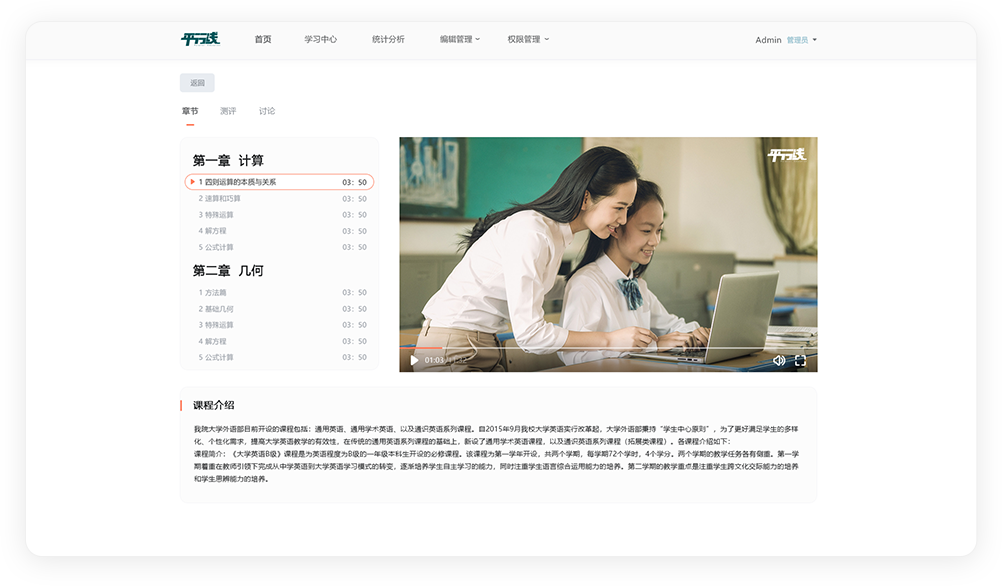 平行线
首页
学习中心
统计分析
编辑管理
权限管理
Admin 管理员
返回
章节
测评
讨论
第一章 计算
1 四则运算的本质与关系 03: 50
2 速算和巧算 03: 50
3 特殊运算 03: 50
4 解方程 03: 50
5 公式计算 03: 50
第二章 几何
1 方法篇 03: 50
2 基础几何 03: 50
3 特殊运算 03: 50
4 解方程 03: 50
5 公式计算 03: 50
平行线
01:03
课程介绍
我院大学外语部目前开设的课程包括：通用英语、通用学术英语、以及通识英语系列课程。自2015年9月我校大学英语实行改革起，大学外语部秉持“学生中心原则”，为了更好满足学生的多样
化、个性化需求，提高大学英语教学的有效性，在传统的通用英语系列课程的基础上，新设了通用学术英语课程，以及通识英语系列课程（拓展类课程）。各课程介绍如下：
课程简介：《大学英语B级》课程是为英语程度为B级的一年级本科生开设的必修课程。该课程为第一学年开设，共两个学期，每学期72个学时，4个学分。两个学期的教学任务各有侧重。第一学
期着重在教师引领下完成从中学英语到大学英语学习模式的转变，逐渐培养学生自主学习的能力，同时注重学生语言综合运用能力的培养。第二学期的教学重点是注重学生跨文化交际能力的培养
和学生思辨能力的培养。